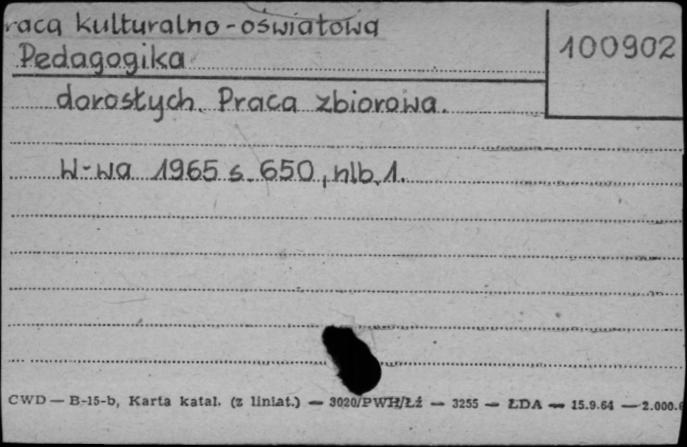 raca kulturalno-oświatowa
100902
Pedagogika
dorosłych. Praca zbiorowa.
W-wa 1965 s. 650, nlb. 1.
CWD — B-15-b, Karta katal. (z liniat.) — 3020/PWH/Łź — 3255 — ŁDA — 15.9.64 — 2.000.